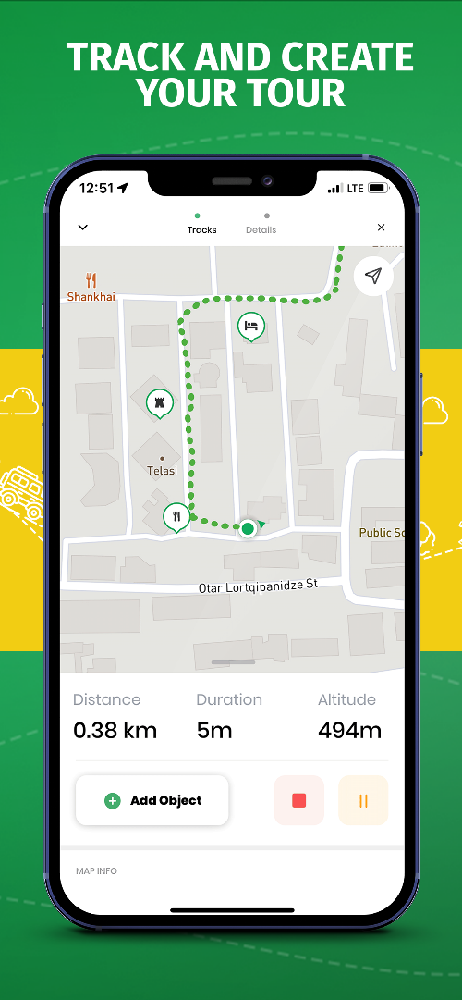 TRACK AND CREATE
YOUR TOUR
12:51 LTE
Tracks Details
Shankhai
Telasi
Public Sc
Otar Lortqipanidze St
Distance Duration Altitude
0.38 km 5m 494m
Add Object
MAP INFO